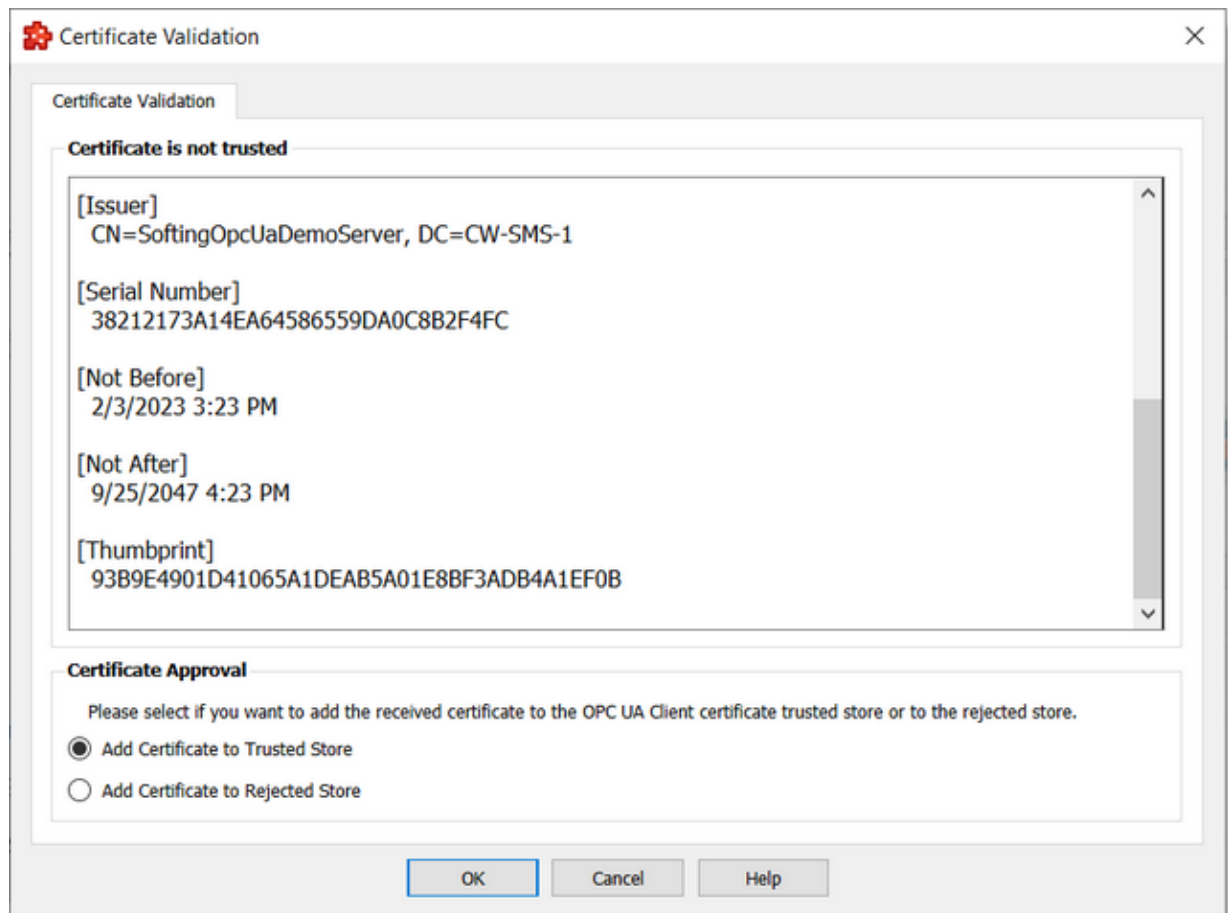 Certificate Validation
Certificate Validation
Certificate is not trusted
[Issuer]
CN=SoftingOpcUaDemoServer, DC=CW-SMS-1
[Serial Number]
38212173A14EA64586559DA0C8B2F4FC
[Not Before]
2/3/2023 3:23 PM
[Not After]
9/25/2047 4:23 PM
[Thumbprint]
93B9E4901D41065A1DEAB5A01E8BF3ADB4A1EF0B
Certificate Approval
Please select if you want to add the received certificate to the OPC UA Client certificate trusted store or to the rejected store.
Add Certificate to Trusted Store
Add Certificate to Rejected Store
OK Cancel Help